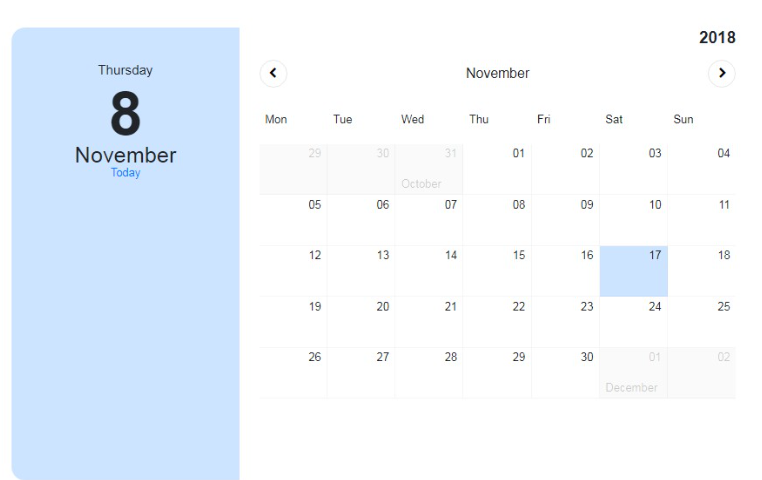 Thursday
8
November
Today
2018
November
Mon Tue Wed Thu Fri Sat Sun
29 30 31 01 02 03 04
October
05 06 07 08 09 10 11
12 13 14 15 16 17 18
19 20 21 22 23 24 25
26 27 28 29 30 01 02
December